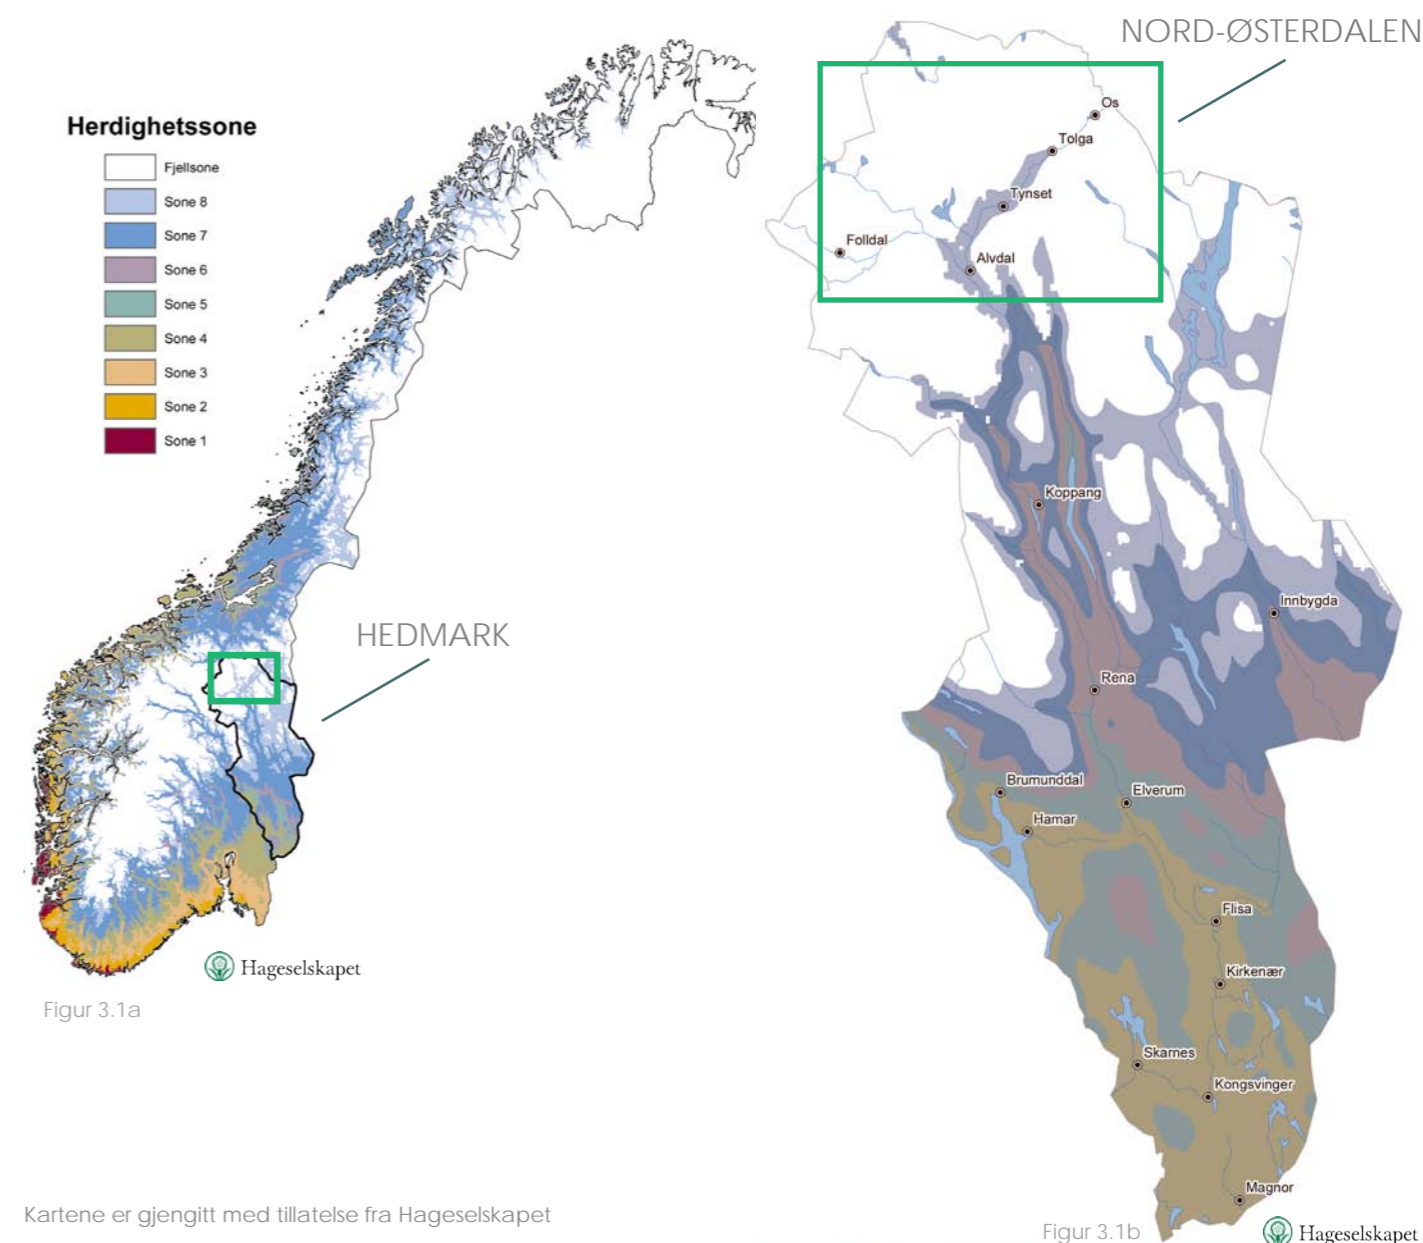 Herdighetssone
Fjellsone
Sone 8
Sone 7
Sone 6
Sone 5
Sone 4
Sone 3
Sone 2
Sone 1
HEDMARK
Hageselskapet
Figur 3.1a
Kartene er gjengitt med tillatelse fra Hageselskapet
NORD-ØSTERDALEN
Os
Tolga
Tynset
Folldal
Alvdal
Koppang
Innbygda
Rena
Brumunddal
Elverum
Hamar
Flisa
Kirkenær
Skarnes
Kongsvinger
Magnor
Figur 3.1b
Hageselskapet